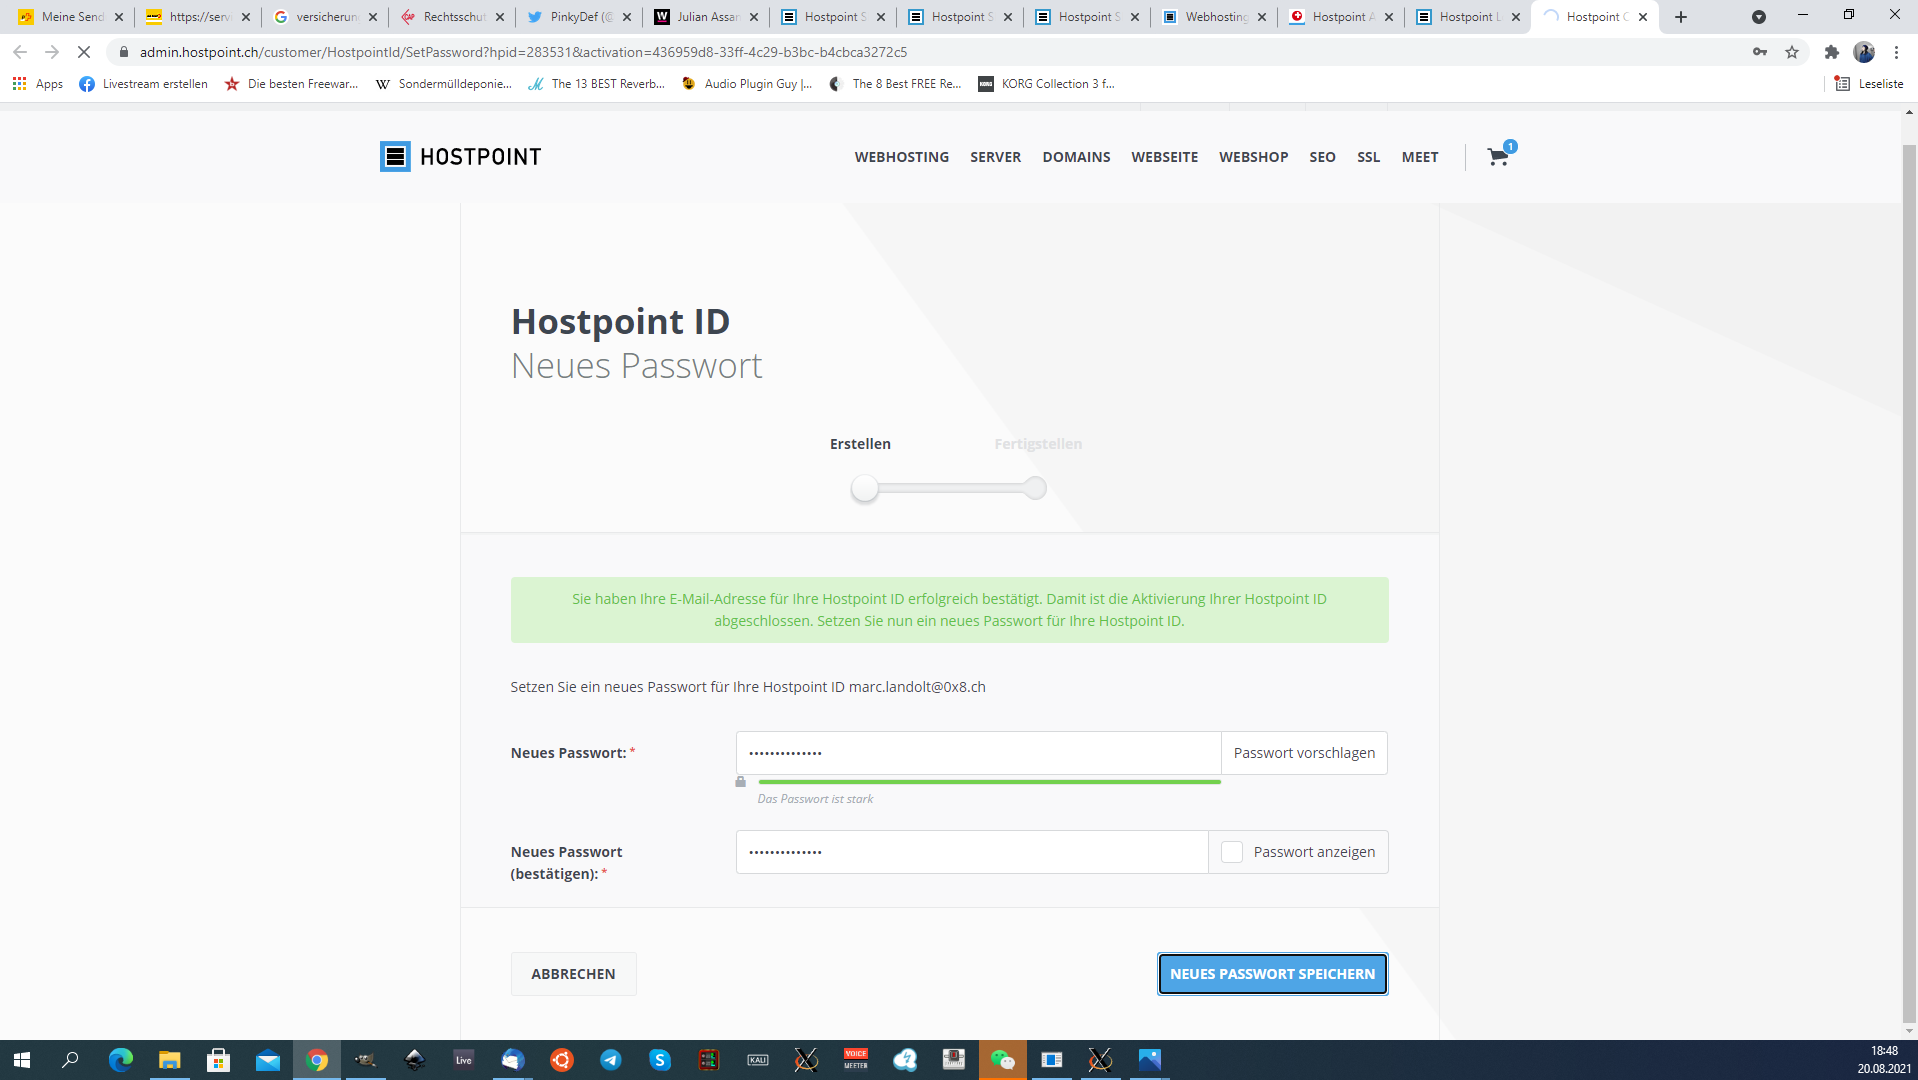 Meine Send
https://serv
versicherun
Rechtsschut
PinkyDef (@
Julian Assan
Hostpoint S
Hostpoint S
Hostpoint S
Webhosting
Hostpoint A
Hostpoint L
Hostpoint C
admin.hostpoint.ch/customer/HostpointId/SetPassword?hpid=283531&activation=436959d8-33ff-4c29-b3bc-b4cbca3272c5
Apps
Livestream erstellen
Die besten Freewar...
Sondermülldeponie...
The 13 BEST Reverb...
Audio Plugin Guy |...
The 8 Best FREE Re...
KORG Collection 3 f...
Leseliste
HOSTPOINT
WEBHOSTING SERVER DOMAINS WEBSEITE WEBSHOP SEO SSL MEET 1
Hostpoint ID
Neues Passwort
Erstellen Fertigstellen
Sie haben Ihre E-Mail-Adresse für Ihre Hostpoint ID erfolgreich bestätigt. Damit ist die Aktivierung Ihrer Hostpoint ID
abgeschlossen. Setzen Sie nun ein neues Passwort für Ihre Hostpoint ID.
Setzen Sie ein neues Passwort für Ihre Hostpoint ID marc.landolt@0x8.ch
Neues Passwort: * •••••••••••••• Passwort vorschlagen
Das Passwort ist stark
Neues Passwort
(bestätigen): * •••••••••••••• Passwort anzeigen
ABBRECHEN
NEUES PASSWORT SPEICHERN
Live
KALI
VOICE
MEETER
18:48
20.08.2021